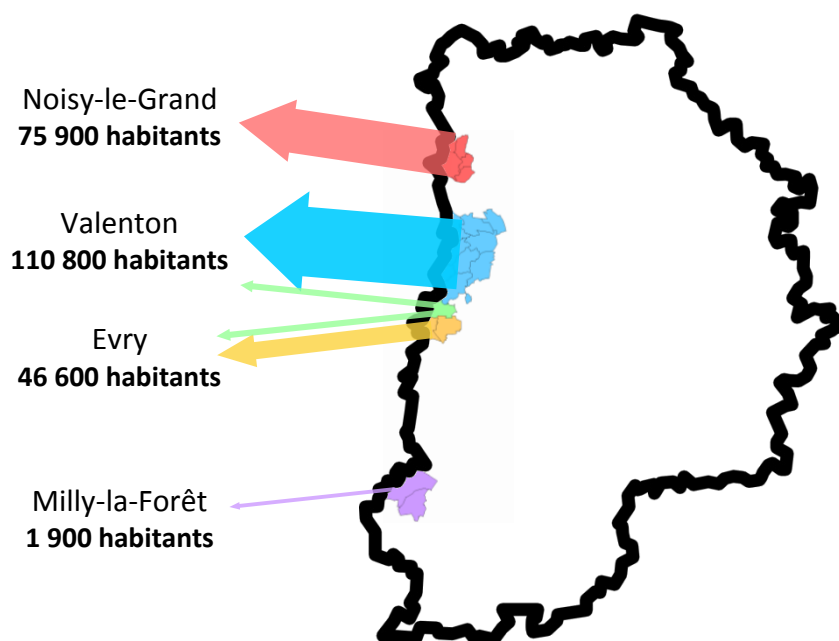 Noisy-le-Grand
75 900 habitants
Valenton
110 800 habitants
Evry
46 600 habitants
Milly-la-Forêt
1 900 habitants